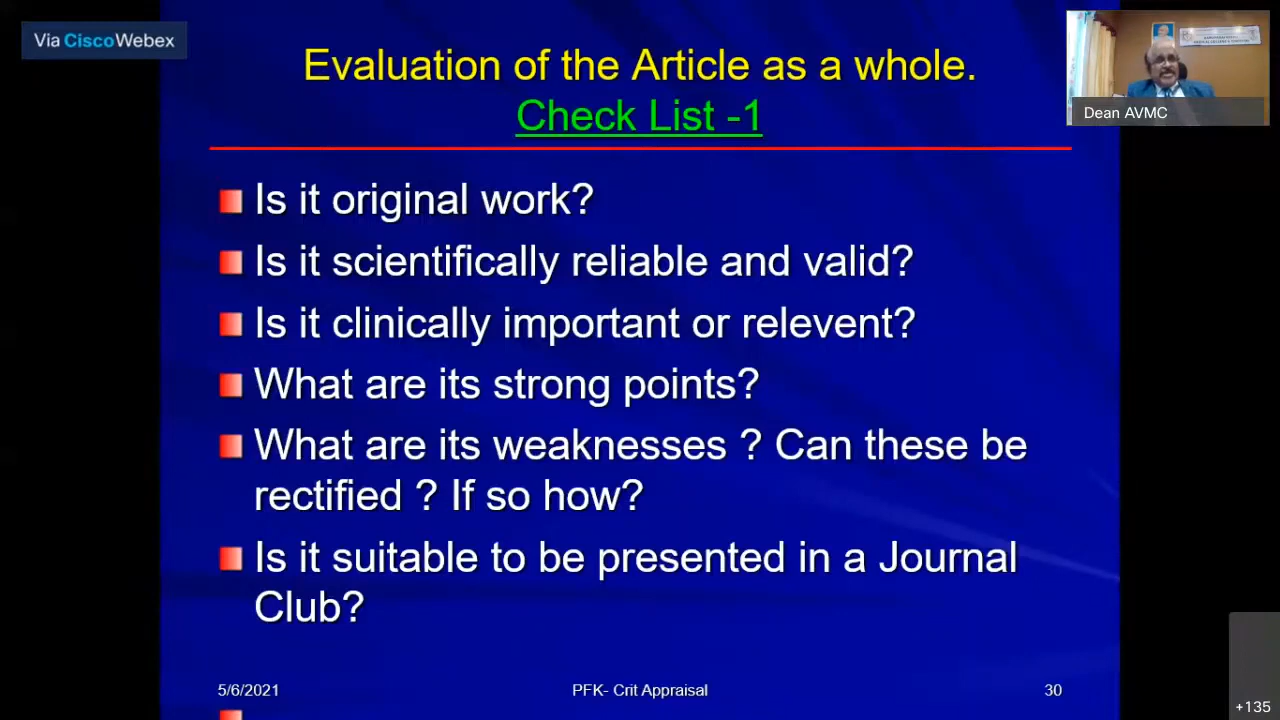 Via Cisco Webex
Evaluation of the Article as a whole.
Check List -1
Dean AVMC
Is it original work?
Is it scientifically reliable and valid?
Is it clinically important or relevent?
What are its strong points?
What are its weaknesses ? Can these be
rectified ? If so how?
Is it suitable to be presented in a Journal
Club?
5/6/2021
PFK- Crit Appraisal
30
+135